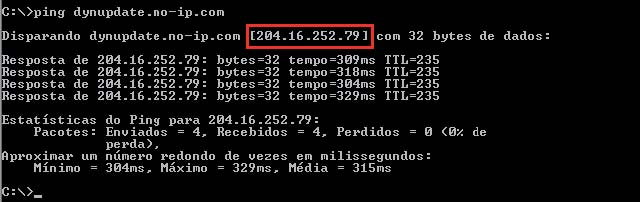 C:\>ping dynupdate.no-ip.com
Disparando dynupdate.no-ip.com [204.16.252.79] com 32 bytes de dados:
Resposta de 204.16.252.79: bytes=32 tempo=309ms TTL=235
Resposta de 204.16.252.79: bytes=32 tempo=318ms TTL=235
Resposta de 204.16.252.79: bytes=32 tempo=304ms TTL=235
Resposta de 204.16.252.79: bytes=32 tempo=329ms TTL=235
Estatísticas do Ping para 204.16.252.79:
Pacotes: Enviados = 4, Recebidos = 4, Perdidos = 0 (0% de
perda),
Aproximar um número redondo de vezes em milissegundos:
Mínimo = 304ms, Máximo = 329ms, Média = 315ms
C:\>_